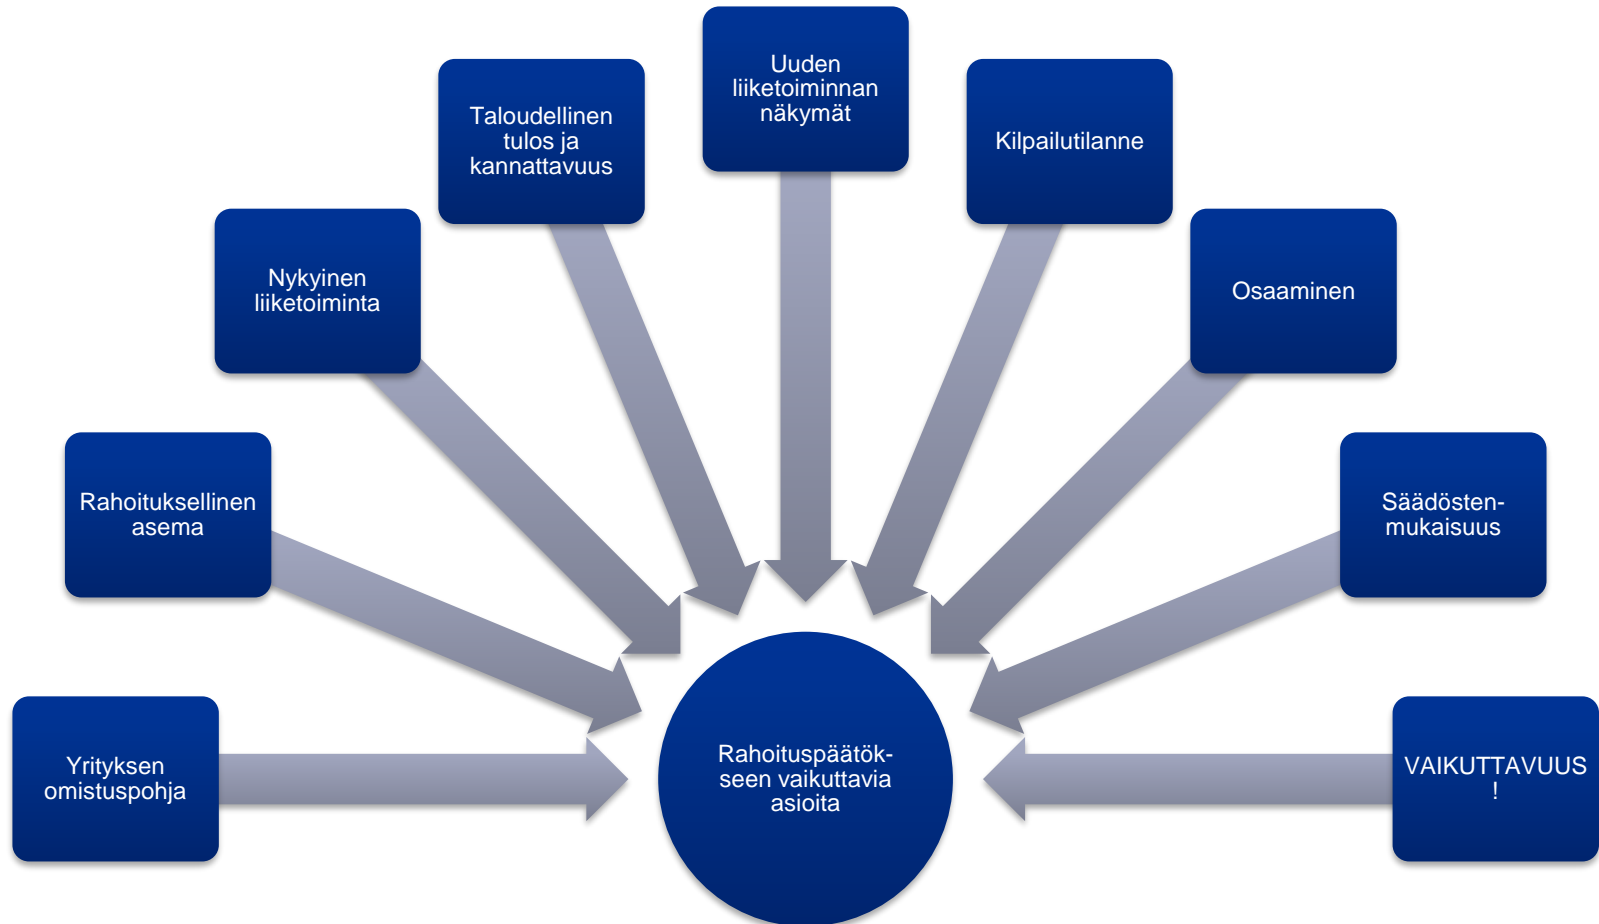 Uuden
liiketoiminnan
näkymät
Taloudellinen
tulos ja
kannattavuus
Kilpailutilanne
Nykyinen
liiketoiminta
Osaaminen
Rahoituksellinen
asema
Säädösten-
mukaisuus
Yrityksen
omistuspohja
Rahoituspäätök-
seen vaikuttavia
asioita
VAIKUTTAVUUS
!